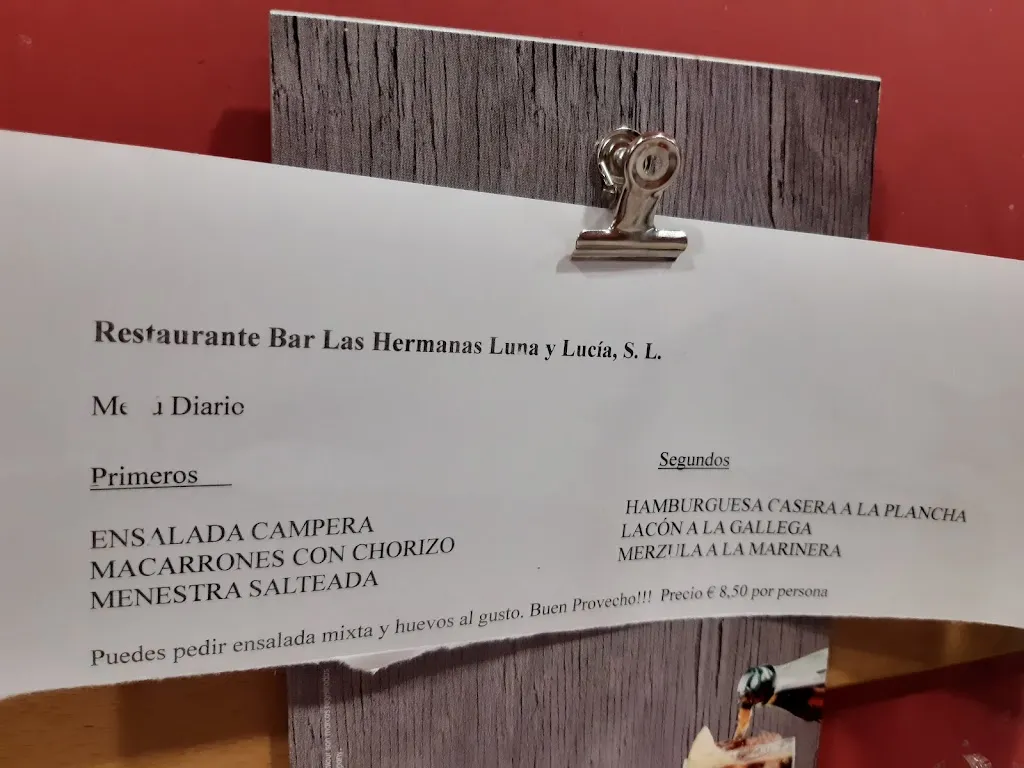 Restaurante Bar Las Hermanas Luna y Lucía, S. L.
Menú Diario
Primeros
ENSALADA CAMPERA
MACARRONES CON CHORIZO
MENESTRA SALTEADA
Segundos
HAMBURGUESA CASERA A LA PLANCHA
LACÓN A LA GALLEGA
MERZULA A LA MARINERA
Puedes pedir ensalada mixta y huevos al gusto. Buen Provecho!!! Precio € 8,50 por persona